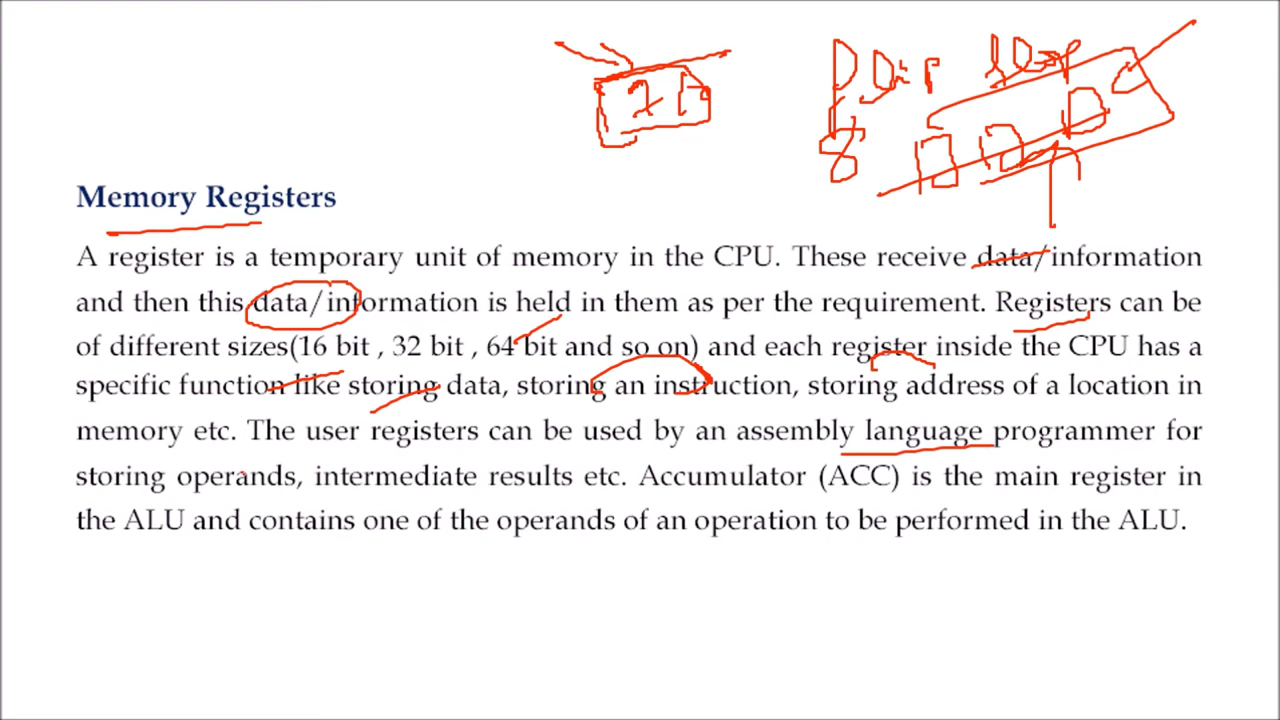 Memory Registers
A register is a temporary unit of memory in the CPU. These receive data/information
and then this data/information is held in them as per the requirement. Registers can be
of different sizes(16 bit , 32 bit , 64 bit and so on) and each register inside the CPU has a
specific function like storing data, storing an instruction, storing address of a location in
memory etc. The user registers can be used by an assembly language programmer for
storing operands, intermediate results etc. Accumulator (ACC) is the main register in
the ALU and contains one of the operands of an operation to be performed in the ALU.